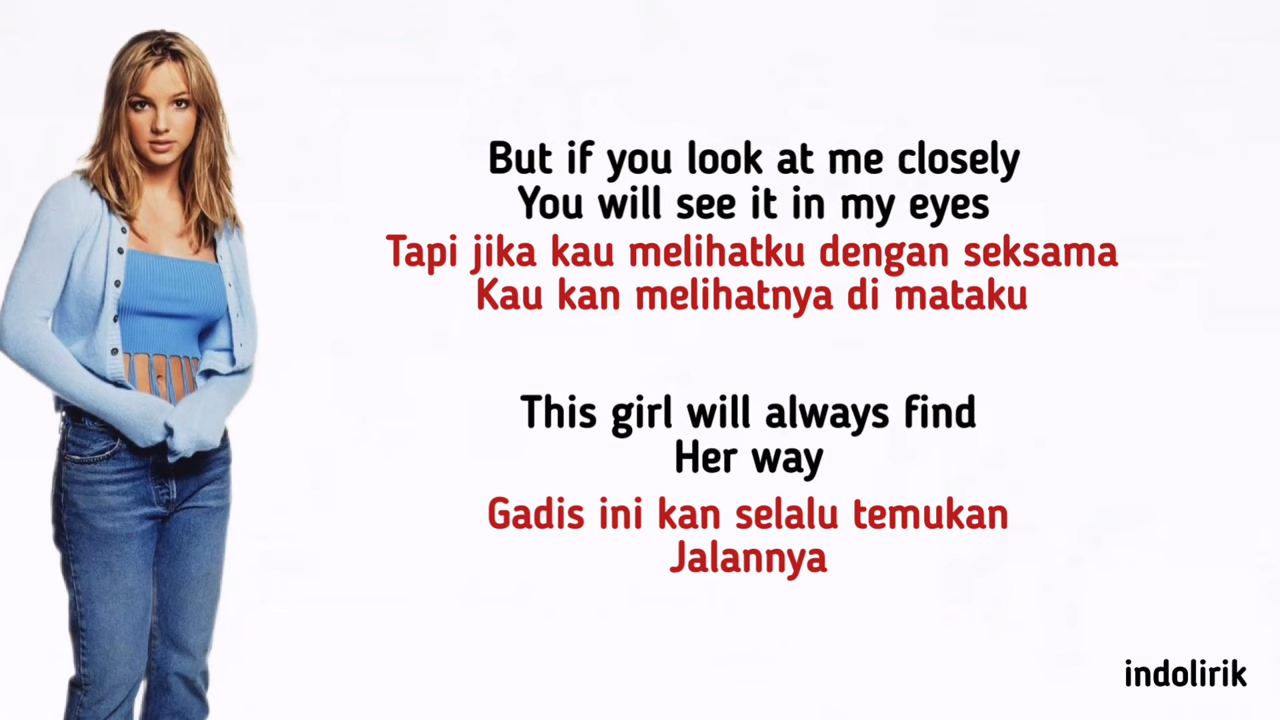 But if you look at me closely
You will see it in my eyes
Tapi jika kau melihatku dengan seksama
Kau kan melihatnya di mataku
This girl will always find
Her way
Gadis ini kan selalu temukan
Jalannya
indolirik